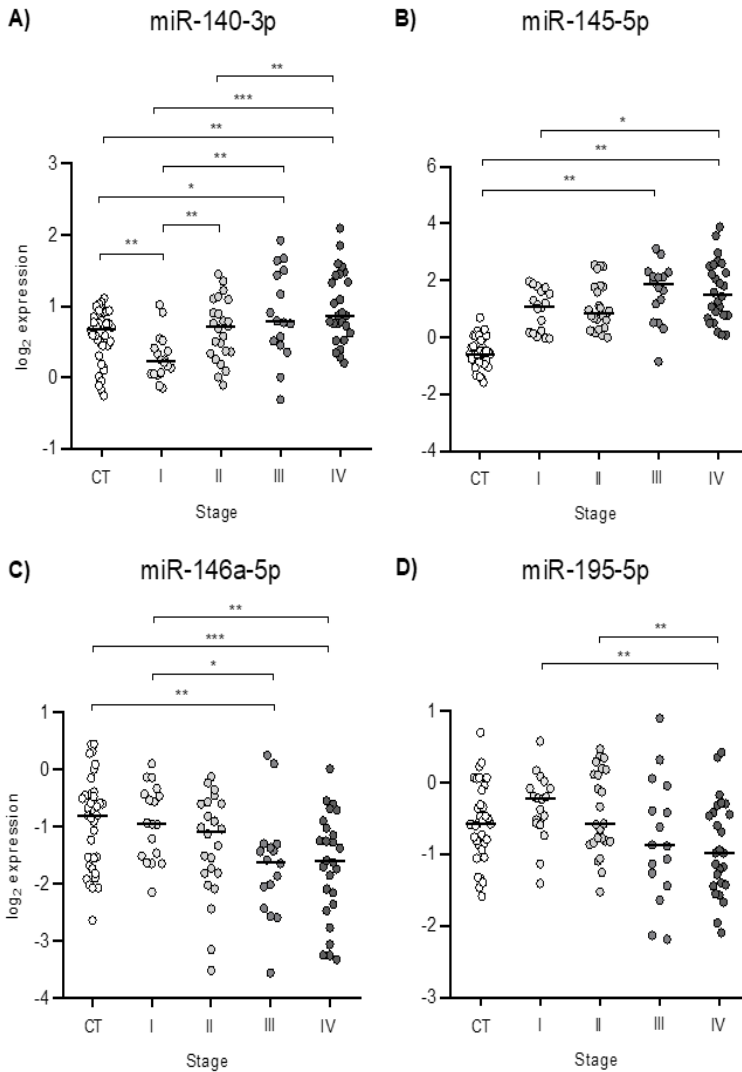 A)
miR-140-3p
**
***
**
**
*
**
**
log2 expression
3
2
1
0
-1
CT
I
II
III
IV
Stage
B)
miR-145-5p
*
**
**
6
4
2
0
-2
-4
CT
I
II
III
IV
Stage
C)
miR-146a-5p
**
***
*
**
log2 expression
1
0
-1
-2
-3
-4
CT
I
II
III
IV
Stage
D)
miR-195-5p
**
**
1
0
-1
-2
-3
CT
I
II
III
IV
Stage